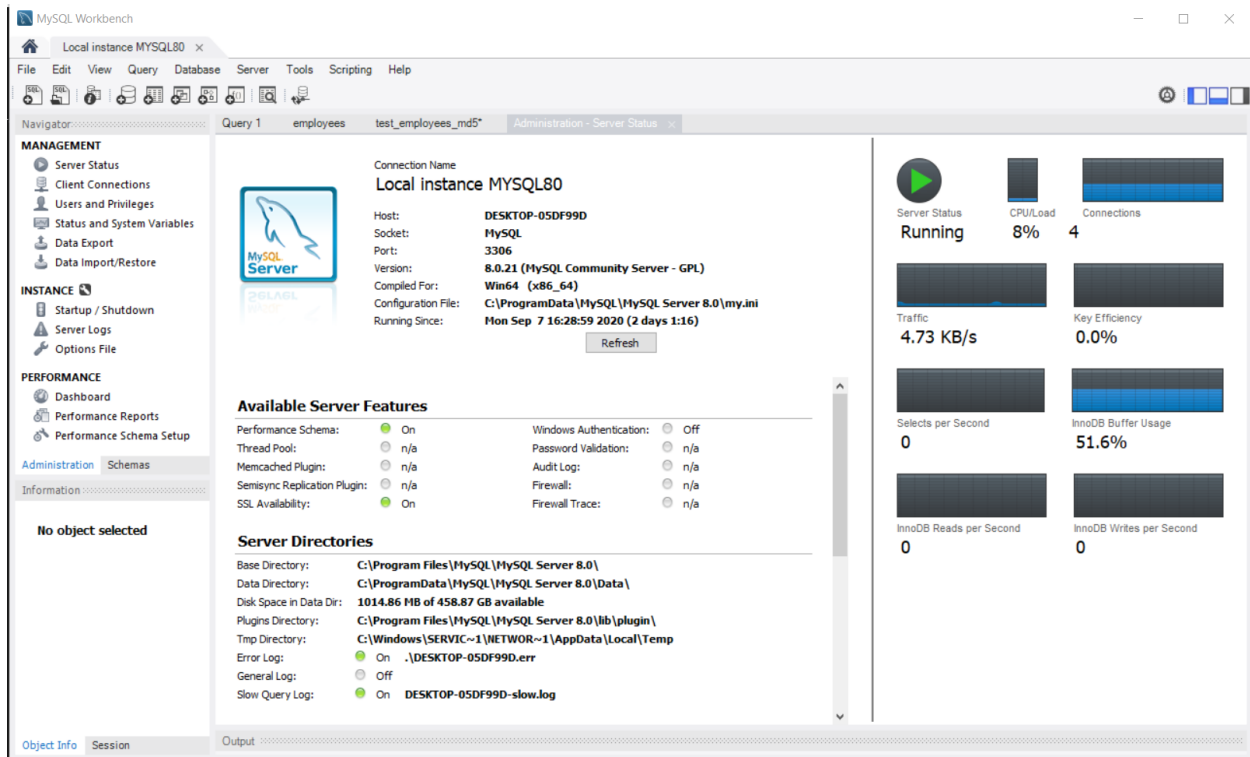 MySQL Workbench
Local instance MYSQL80
File Edit View Query Database Server Tools Scripting Help
Navigator
MANAGEMENT
Server Status
Client Connections
Users and Privileges
Status and System Variables
Data Export
Data Import/Restore
INSTANCE
Startup / Shutdown
Server Logs
Options File
PERFORMANCE
Dashboard
Performance Reports
Performance Schema Setup
Administration Schemas
Information
No object selected
Object Info Session
Query 1 employees test_employees_md5* Administration - Server Status
MySQL
Server
Connection Name
Local instance MYSQL80
Host: DESKTOP-05DF99D
Socket: MySQL
Port: 3306
Version: 8.0.21 (MySQL Community Server - GPL)
Compiled For: Win64 (x86_64)
Configuration File: C:\ProgramData\MySQL\MySQL Server 8.0\my.ini
Running Since: Mon Sep 7 16:28:59 2020 (2 days 1:16)
Refresh
Available Server Features
Performance Schema: On Windows Authentication: Off
Thread Pool: n/a Password Validation: n/a
Memcached Plugin: n/a Audit Log: n/a
Semisync Replication Plugin: n/a Firewall: n/a
SSL Availability: On Firewall Trace: n/a
Server Directories
Base Directory: C:\Program Files\MySQL\MySQL Server 8.0\
Data Directory: C:\ProgramData\MySQL\MySQL Server 8.0\Data\
Disk Space in Data Dir: 1014.86 MB of 458.87 GB available
Plugins Directory: C:\Program Files\MySQL\MySQL Server 8.0\lib\plugin\
Tmp Directory: C:\Windows\SERVIC~1\NETWOR~1\AppData\Local\Temp
Error Log: On .\DESKTOP-05DF99D.err
General Log: Off
Slow Query Log: On DESKTOP-05DF99D-slow.log
Output
Server Status CPU/Load Connections
Running 8% 4
Traffic Key Efficiency
4.73 KB/s 0.0%
Selects per Second InnoDB Buffer Usage
0 51.6%
InnoDB Reads per Second InnoDB Writes per Second
0 0